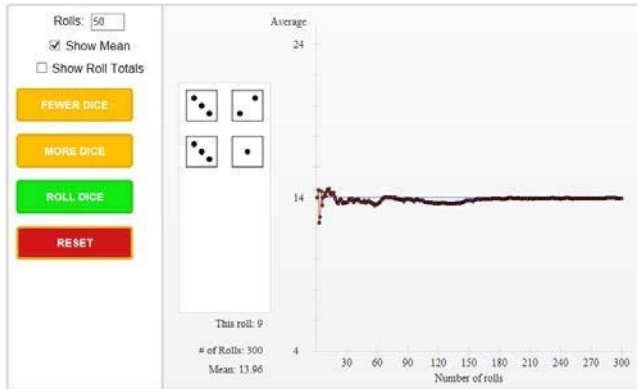 Rolls: 50
Show Mean
Show Roll Totals
FEWER DICE
MORE DICE
ROLL DICE
RESET
This roll: 9
# of Rolls: 300
Mean: 13.96
Average
24
14
4
30 60 90 120 150 180 210 240 270 300
Number of rolls